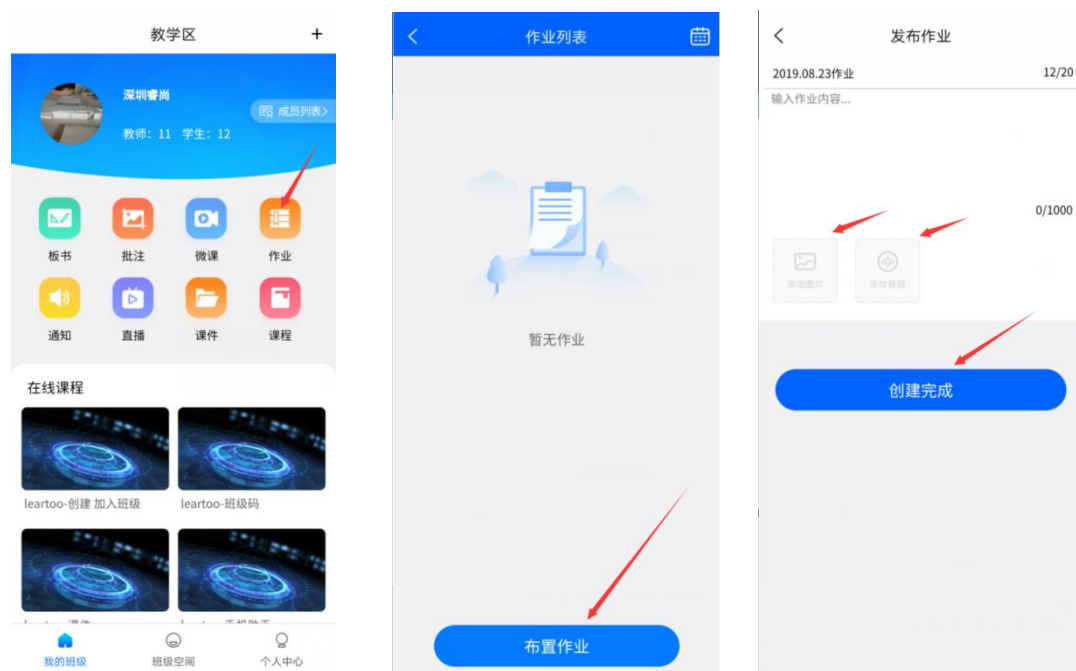 教学区
+
深圳睿尚
成员列表>
教师：11 学生：12
板书
批注
微课
作业
通知
直播
课件
课程
在线课程
leartoo-创建 加入班级
leartoo-班级码
我的班级
班级空间
个人中心
作业列表
暂无作业
布置作业
发布作业
2019.08.23作业
12/20
输入作业内容...
0/1000
添加图片
添加音频
创建完成